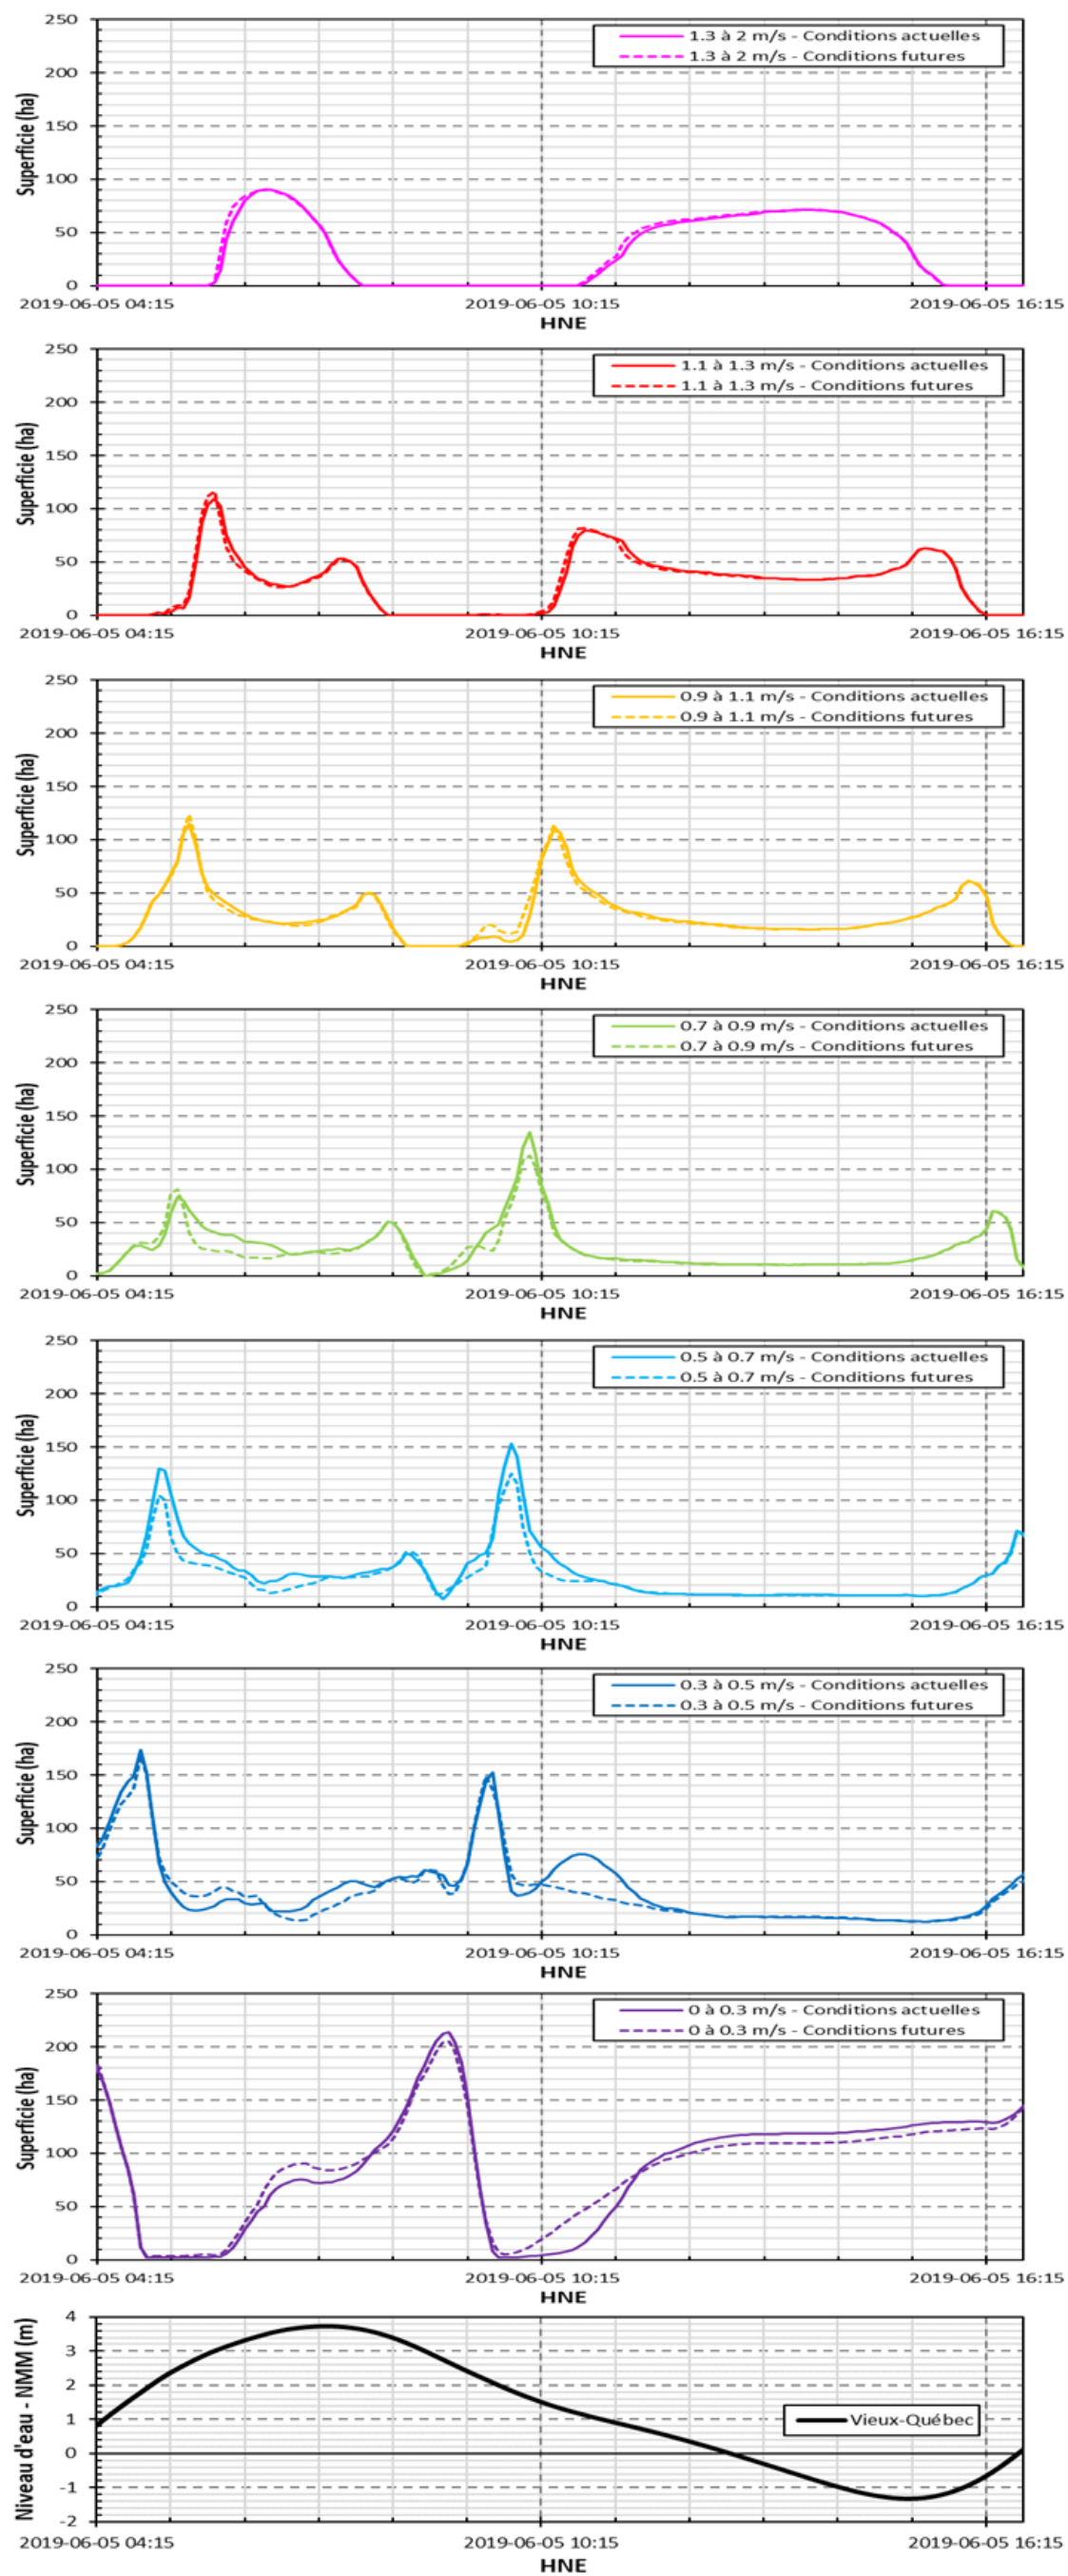 250
1.3 à 2 m/s - Conditions actuelles
1.3 à 2 m/s - Conditions futures
200
150
100
50
0
Superficie (ha)
2019-06-05 04:15 2019-06-05 10:15 2019-06-05 16:15
HNE
250
1.1 à 1.3 m/s - Conditions actuelles
1.1 à 1.3 m/s - Conditions futures
200
150
100
50
0
Superficie (ha)
2019-06-05 04:15 2019-06-05 10:15 2019-06-05 16:15
HNE
250
0.9 à 1.1 m/s - Conditions actuelles
0.9 à 1.1 m/s - Conditions futures
200
150
100
50
0
Superficie (ha)
2019-06-05 04:15 2019-06-05 10:15 2019-06-05 16:15
HNE
250
0.7 à 0.9 m/s - Conditions actuelles
0.7 à 0.9 m/s - Conditions futures
200
150
100
50
0
Superficie (ha)
2019-06-05 04:15 2019-06-05 10:15 2019-06-05 16:15
HNE
250
0.5 à 0.7 m/s - Conditions actuelles
0.5 à 0.7 m/s - Conditions futures
200
150
100
50
0
Superficie (ha)
2019-06-05 04:15 2019-06-05 10:15 2019-06-05 16:15
HNE
250
0.3 à 0.5 m/s - Conditions actuelles
0.3 à 0.5 m/s - Conditions futures
200
150
100
50
0
Superficie (ha)
2019-06-05 04:15 2019-06-05 10:15 2019-06-05 16:15
HNE
250
0 à 0.3 m/s - Conditions actuelles
0 à 0.3 m/s - Conditions futures
200
150
100
50
0
Superficie (ha)
2019-06-05 04:15 2019-06-05 10:15 2019-06-05 16:15
HNE
4
3
2
1
0
-1
-2
Niveau d'eau - NMM (m)
Vieux-Québec
2019-06-05 04:15 2019-06-05 10:15 2019-06-05 16:15
HNE